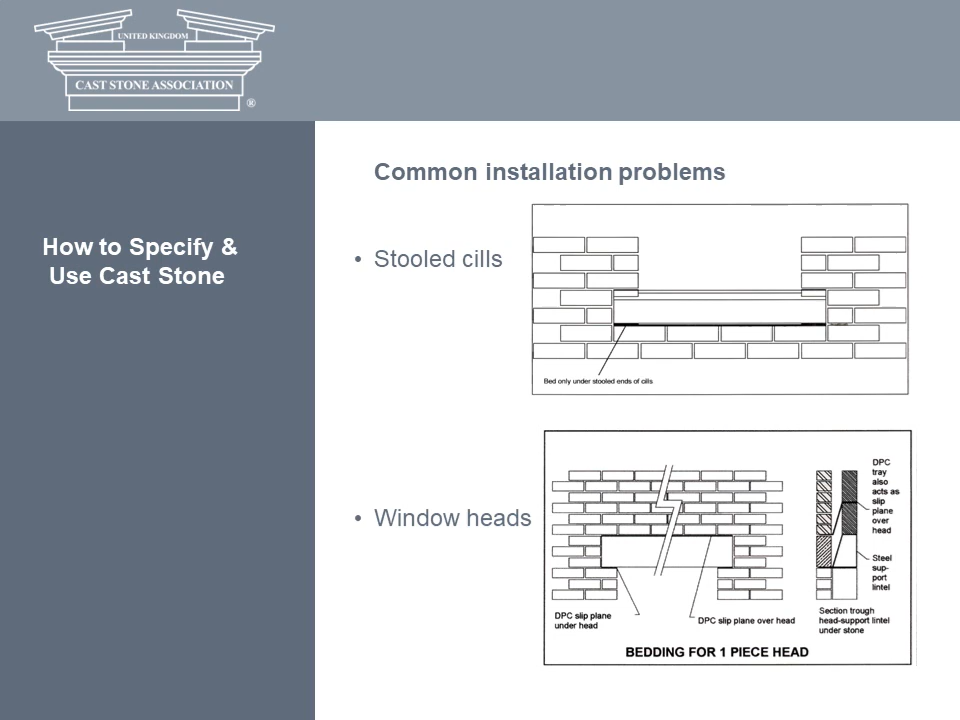 UNITED KINGDOM
CAST STONE ASSOCIATION
®
How to Specify &
Use Cast Stone
Common installation problems
• Stooled cills
Bed only under stooled ends of cills
• Window heads
DPC
tray
also
acts as
slip
plane
over
head
Steel
sup-
port
lintel
DPC slip plane
under head
DPC slip plane over head
Section trough
head-support lintel
under stone
BEDDING FOR 1 PIECE HEAD